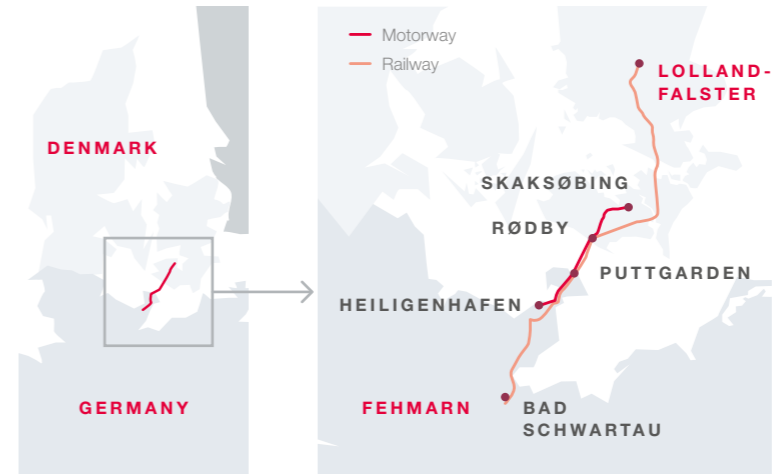 Motorway
Railway
LOLLAND-
FALSTER
DENMARK
SKAKSØBING
RØDBY
PUTTGARDEN
HEILIGENHAFEN
GERMANY
FEHMARN
BAD
SCHWARTAU